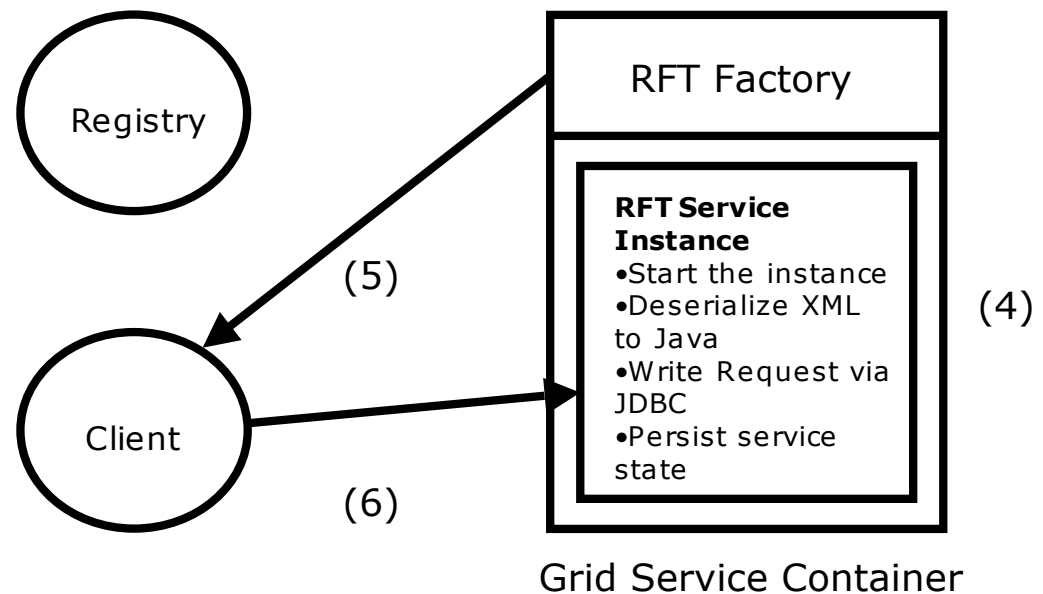 Registry
RFT Factory
RFT Service
Instance
•Start the instance
•Deserialize XML
to Java
•Write Request via
JDBC
•Persist service
state
(5)
(4)
Client
(6)
Grid Service Container